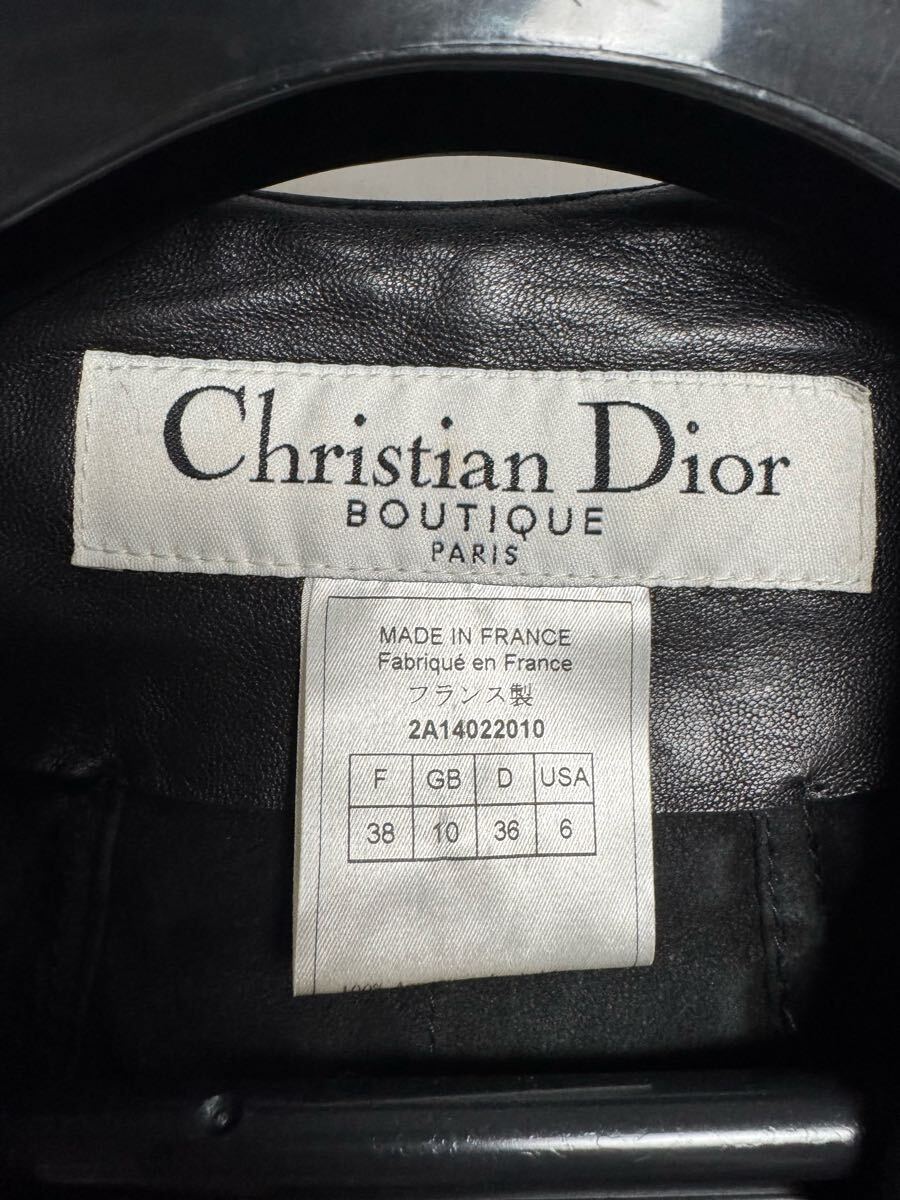 Christian Dior
BOUTIQUE
PARIS
MADE IN FRANCE
Fabriqué en France
フランス製
2A14022010
F GB D USA
38 10 36 6
100%